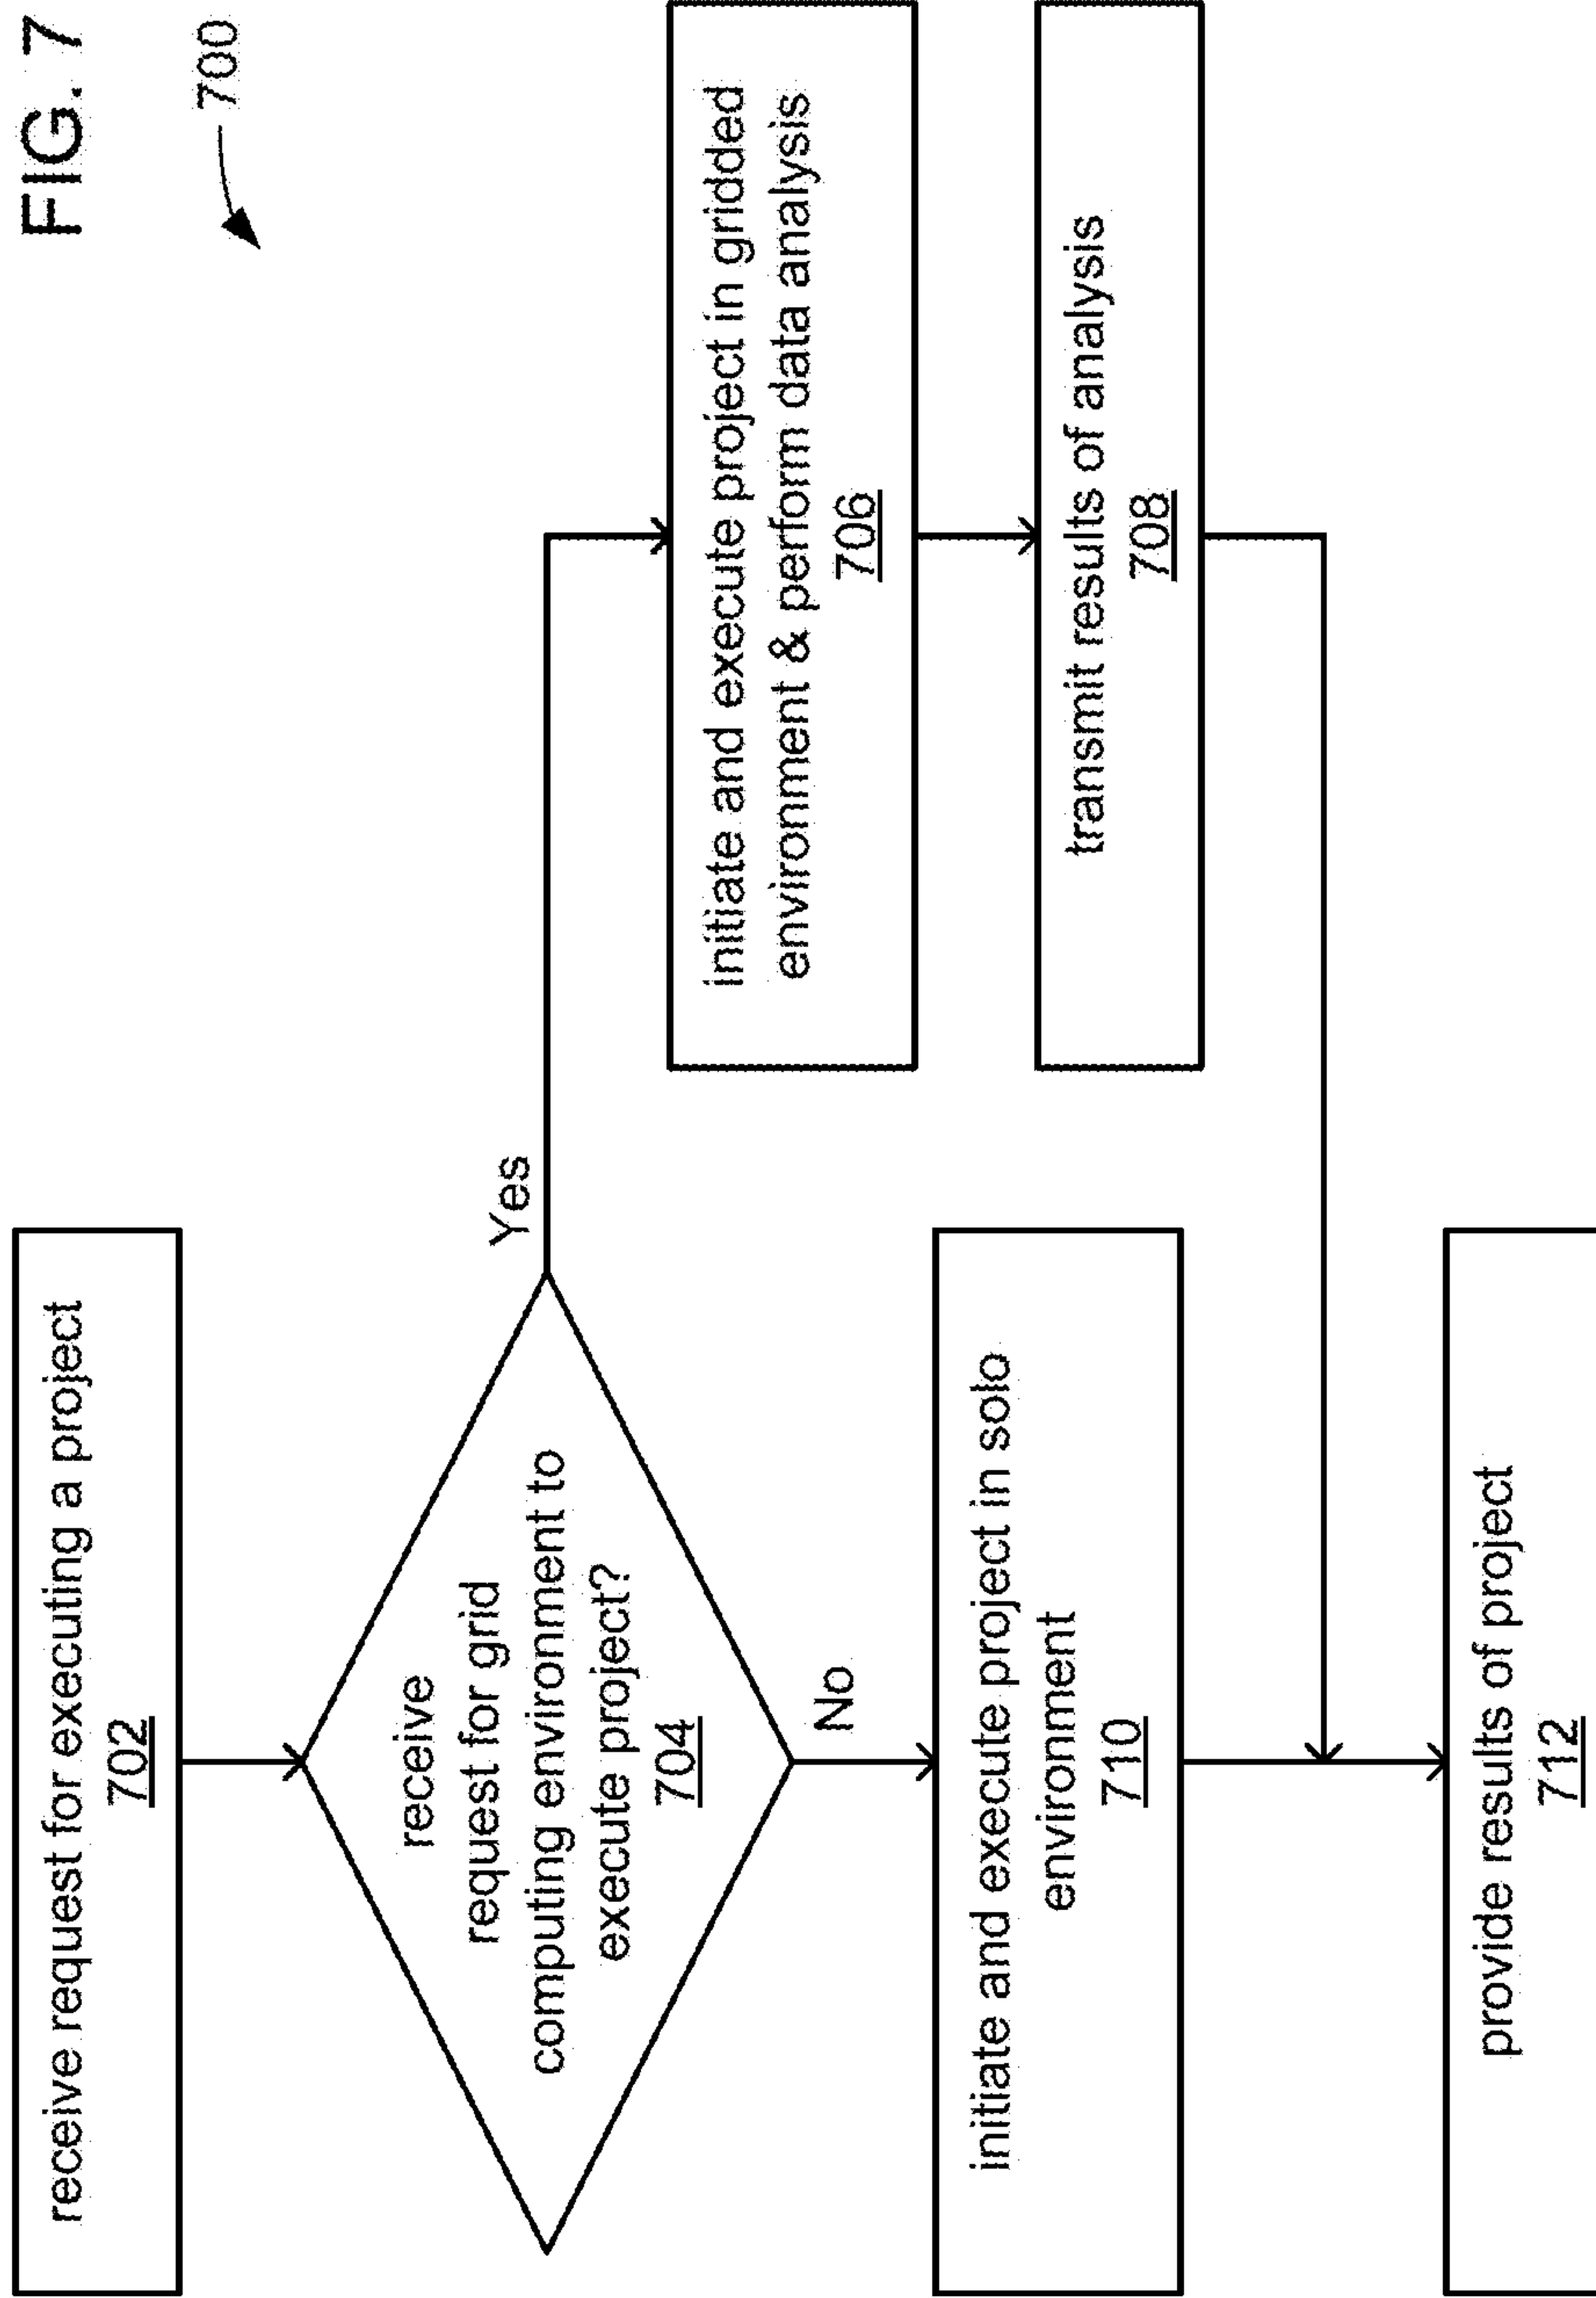 FIG. 7
700
receive request for executing a project
702
receive
request for grid
computing environment to
execute project?
704
Yes
No
initiate and execute project in gridded
environment & perform data analysis
706
transmit results of analysis
708
initiate and execute project in solo
environment
710
provide results of project
712